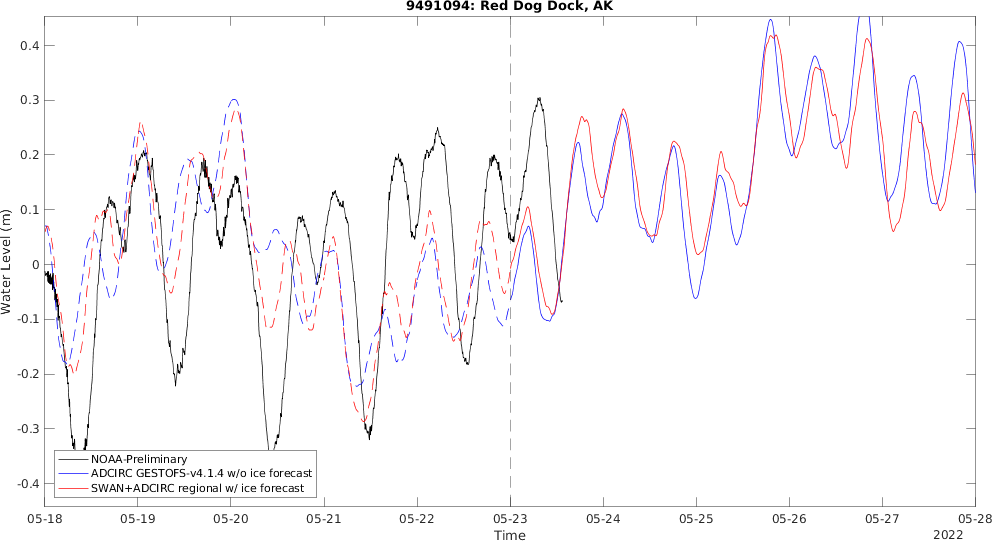 9491094: Red Dog Dock, AK
Water Level (m)
0.4
0.3
0.2
0.1
0
-0.1
-0.2
-0.3
-0.4
NOAA-Preliminary
ADCIRC GESTOFS-v4.1.4 w/o ice forecast
SWAN+ADCIRC regional w/ ice forecast
05-18 05-19 05-20 05-21 05-22 05-23 05-24 05-25 05-26 05-27 05-28
Time
2022